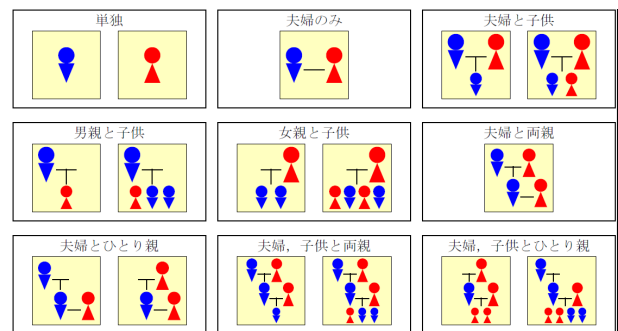 単独
夫婦のみ
夫婦と子供
男親と子供
女親と子供
夫婦と両親
夫婦とひとり親
夫婦，子供と両親
夫婦，子供とひとり親